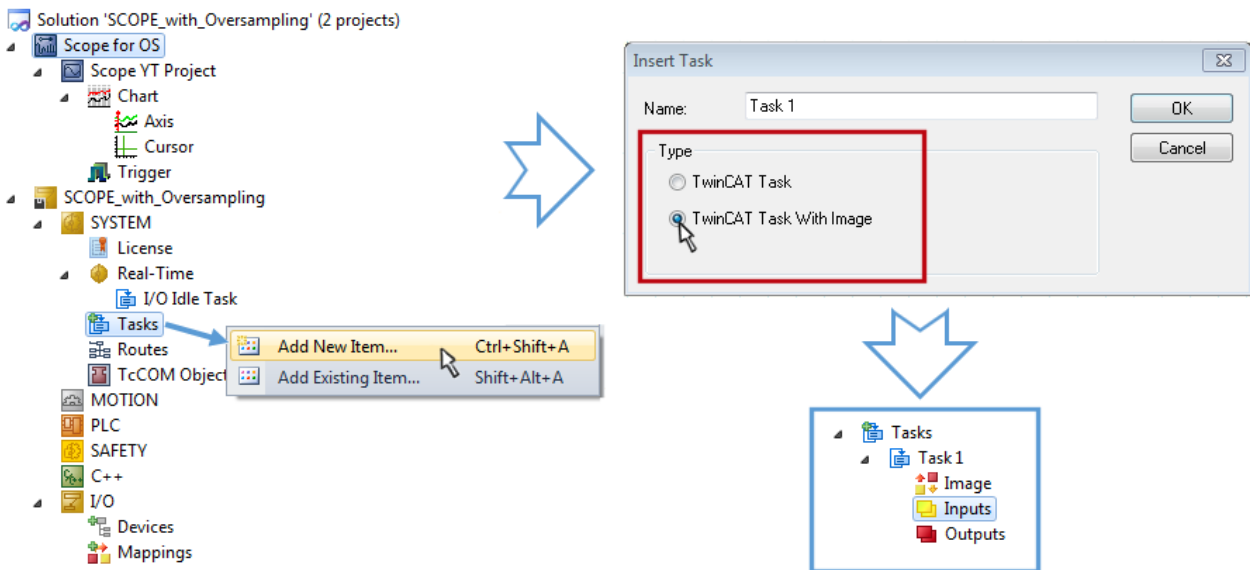 Solution 'SCOPE_with_Oversampling' (2 projects)
Scope for OS
Scope YT Project
Chart
Axis
Cursor
Trigger
SCOPE_with_Oversampling
SYSTEM
License
Real-Time
I/O Idle Task
Tasks
Routes
TcCOM Object
MOTION
PLC
SAFETY
C++
I/O
Devices
Mappings
Add New Item... Ctrl+Shift+A
Add Existing Item... Shift+Alt+A
Insert Task
Name: Task 1
OK
Cancel
Type
TwinCAT Task
TwinCAT Task With Image
Tasks
Task 1
Image
Inputs
Outputs